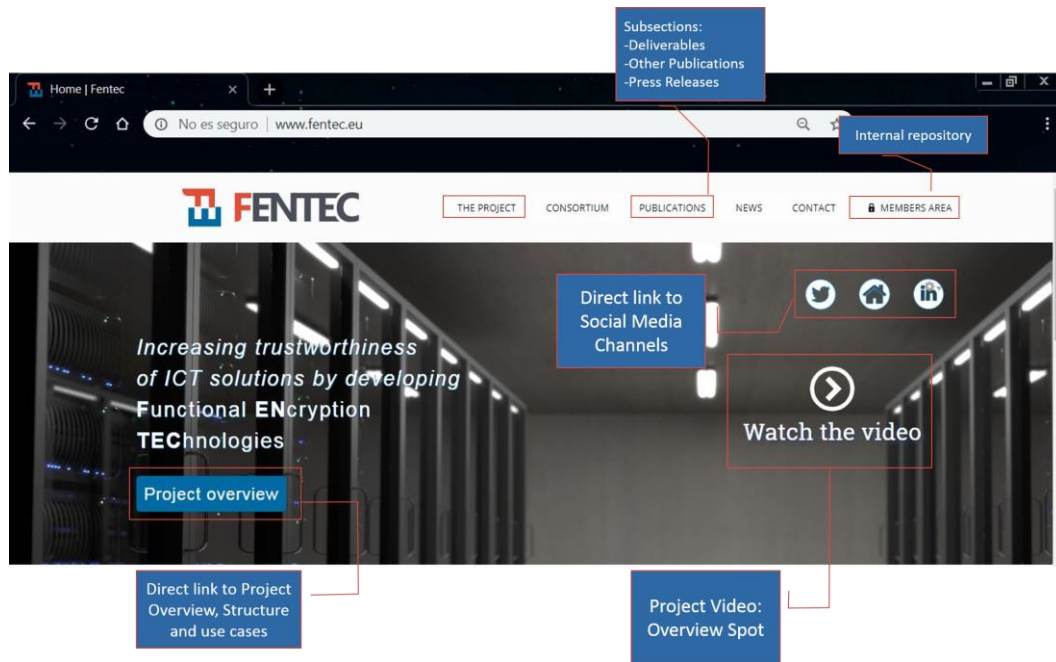 Subsections:
-Deliverables
-Other Publications
-Press Releases
Home | Fentec
No es seguro | www.fentec.eu
Internal repository
FENTEC
THE PROJECT
CONSORTIUM
PUBLICATIONS
NEWS
CONTACT
MEMBERS AREA
Direct link to
Social Media
Channels
in
Increasing trustworthiness
of ICT solutions by developing
Functional ENcryption
TEChnologies
Watch the video
Project overview
Direct link to Project
Overview, Structure
and use cases
Project Video:
Overview Spot